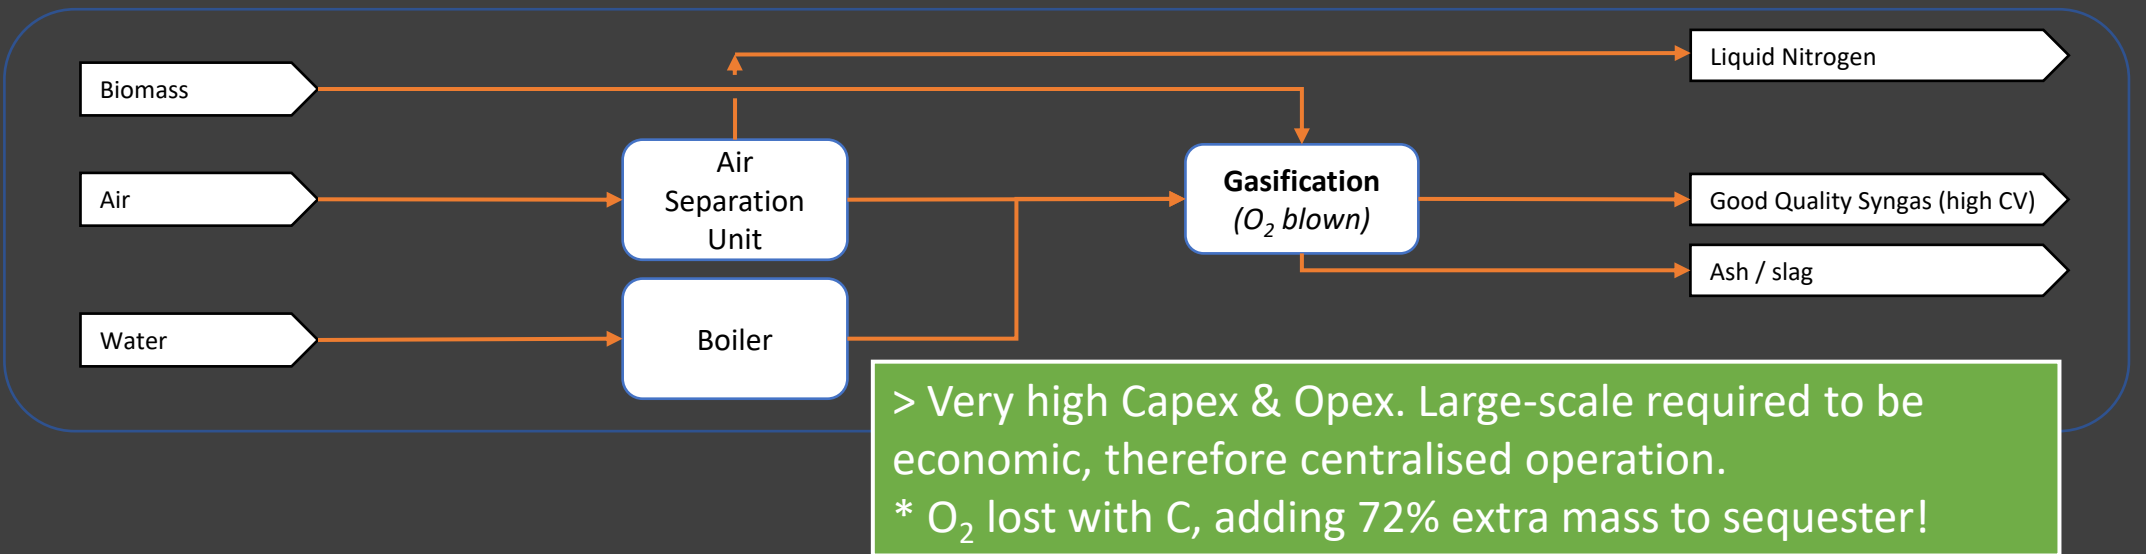 Liquid Nitrogen
Biomass
Air
Separation
Unit
Gasification
(O₂ blown)
Air
Good Quality Syngas (high CV)
Ash / slag
Water
Boiler
> Very high Capex & Opex. Large-scale required to be
economic, therefore centralised operation.
* O₂ lost with C, adding 72% extra mass to sequester!